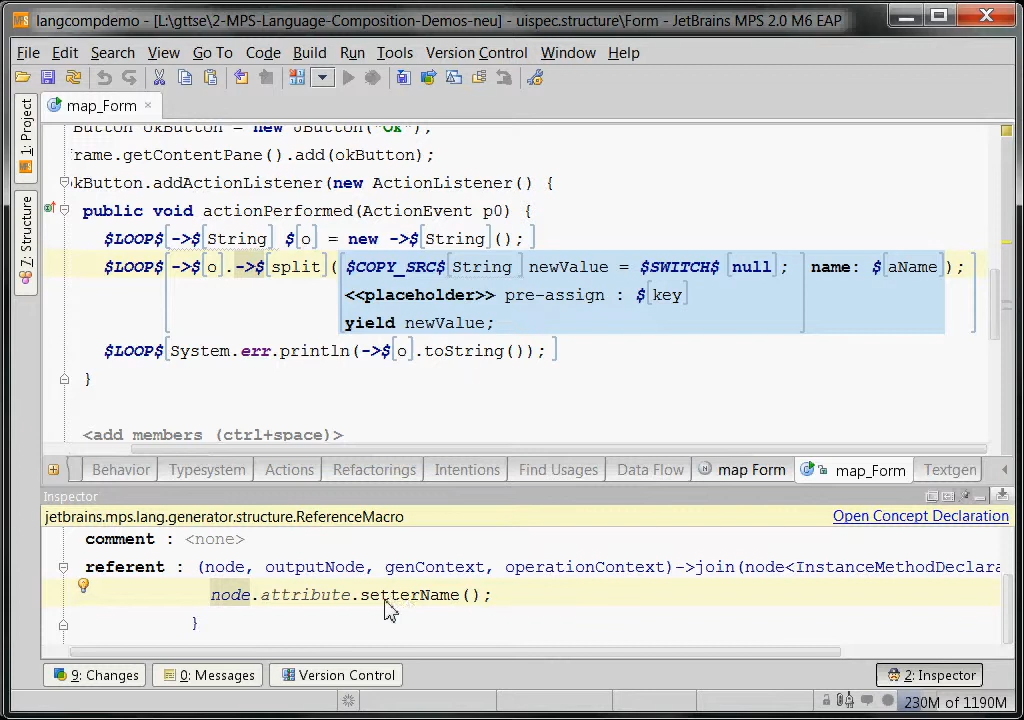 langcompdemo - [L:\gttse\2-MPS-Language-Composition-Demos-neu] - uispec.structure\Form - JetBrains MPS 2.0 M6 EAP
File Edit Search View Go To Code Build Run Tools Version Control Window Help
map_Form
1: Project
7: Structure
Button okButton = new JButton("Ok");
rame.getContentPane().add(okButton);
kButton.addActionListener(new ActionListener() {
public void actionPerformed(ActionEvent p0) {
$LOOP$[->$[String] $[o] = new ->$[String]();]
$LOOP$[->$[o].->$[split]($COPY_SRC$[String newValue = $SWITCH$ [null]; ] name: $[aName]);]
<<placeholder>> pre-assign : $[key]
yield newValue;
$LOOP$[System.err.println(->$[o].toString());]
}
<add members (ctrl+space)>
Behavior Typesystem Actions Refactorings Intentions Find Usages Data Flow map Form map_Form Textgen
Inspector
jetbrains.mps.lang.generator.structure.ReferenceMacro Open Concept Declaration
comment : <none>
referent : (node, outputNode, genContext, operationContext)->join(node<InstanceMethodDeclara
node.attribute.setterName();
}
9: Changes 0: Messages Version Control 2: Inspector
230M of 1190M